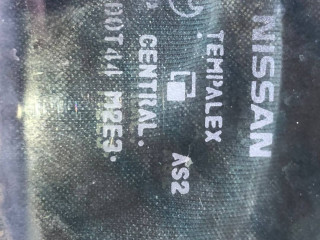 NISSAN
TEMPALEX
AS2
CENTRAL.
DOT44 M2E3.